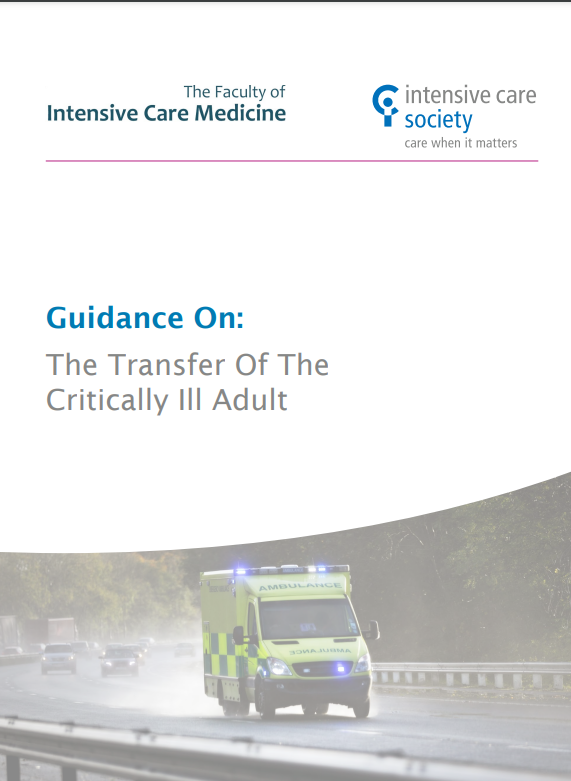 The Faculty of
Intensive Care Medicine
intensive care
society
care when it matters
Guidance On:
The Transfer Of The
Critically Ill Adult
AMBULANCE
AMBULANCE